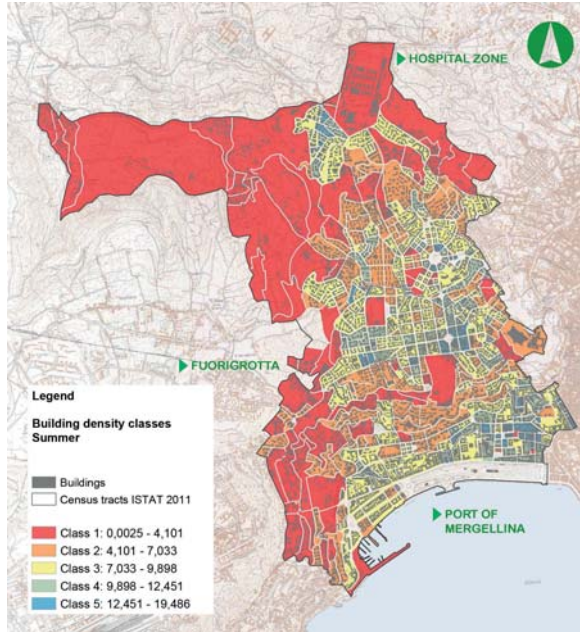 HOSPITAL ZONE
FUORIGROTTA
Legend
Building density classes
Summer
Buildings
Census tracts ISTAT 2011
Class 1: 0,0025 - 4,101
Class 2: 4,101 - 7,033
Class 3: 7,033 - 9,898
Class 4: 9,898 - 12,451
Class 5: 12,451 - 19,486
PORT OF
MERGELLINA